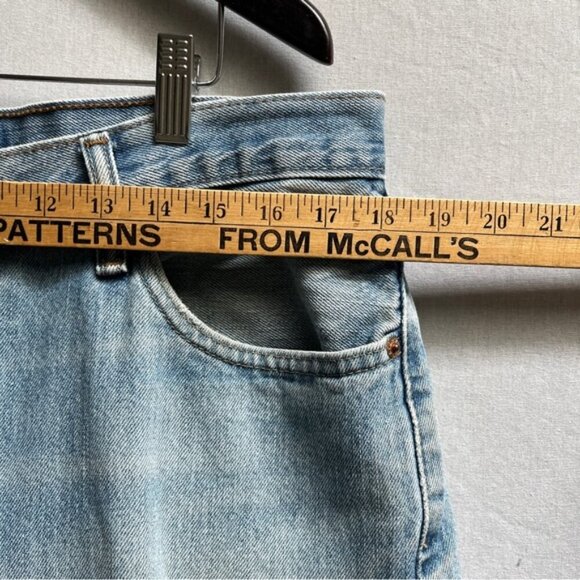 12 13 14 15 16 17 18 19 20 21
PATTERNS FROM McCALL'S